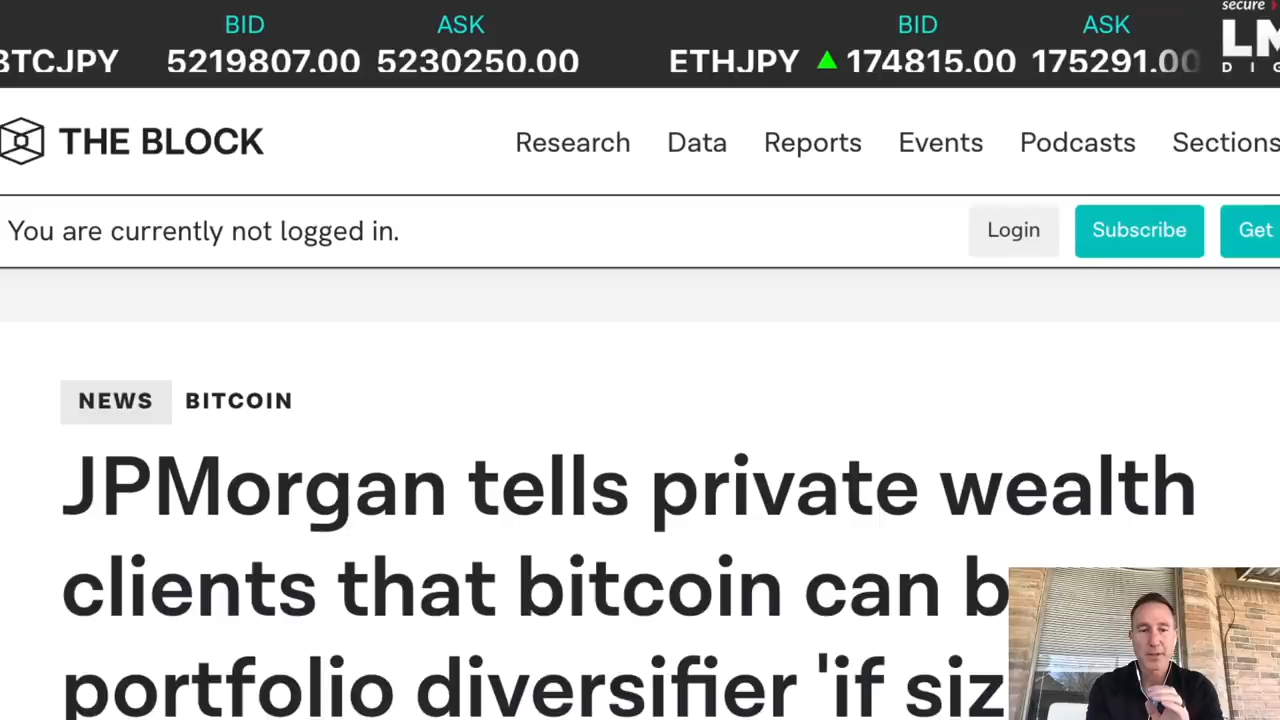 BID ASK BID ASK secure
BTCJPY 5219807.00 5230250.00 ETHJPY 174815.00 175291.00 LM
D I G
THE BLOCK Research Data Reports Events Podcasts Sections
You are currently not logged in. Login Subscribe Get
NEWS BITCOIN
JPMorgan tells private wealth
clients that bitcoin can b
portfolio diversifier 'if siz